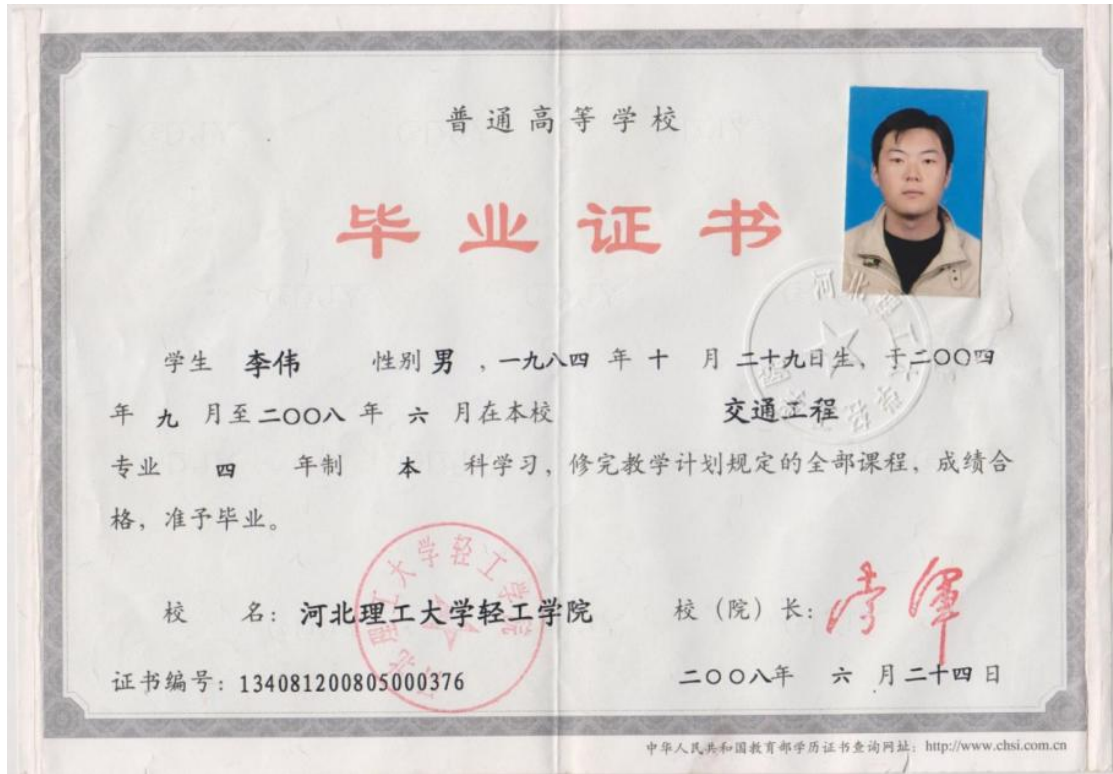 普通高等学校
毕业证书
学生 李伟 性别 男 ,一九八四 年 十 月 二十九日生、于二〇〇四
年 九 月至二〇〇八 年 六 月在本校 交通工程
专业 四 年制 本 科学习,修完教学计划规定的全部课程,成绩合
格,准予毕业。
校 名: 河北理工大学轻工学院 校(院)长:
证书编号: 134081200805000376 二〇〇八年 六 月二十四日
中华人民共和国教育部学历证书查询网址: http://www.chsi.com.cn